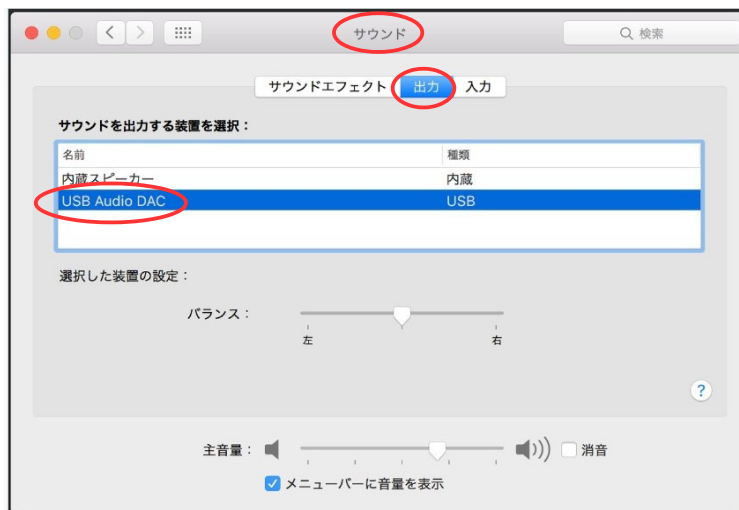 サウンド
検索
サウンドエフェクト 出力 入力
サウンドを出力する装置を選択：
名前 種類
内蔵スピーカー 内蔵
USB Audio DAC USB
選択した装置の設定：
バランス：
左 右
?
主音量： 消音
メニューバーに音量を表示